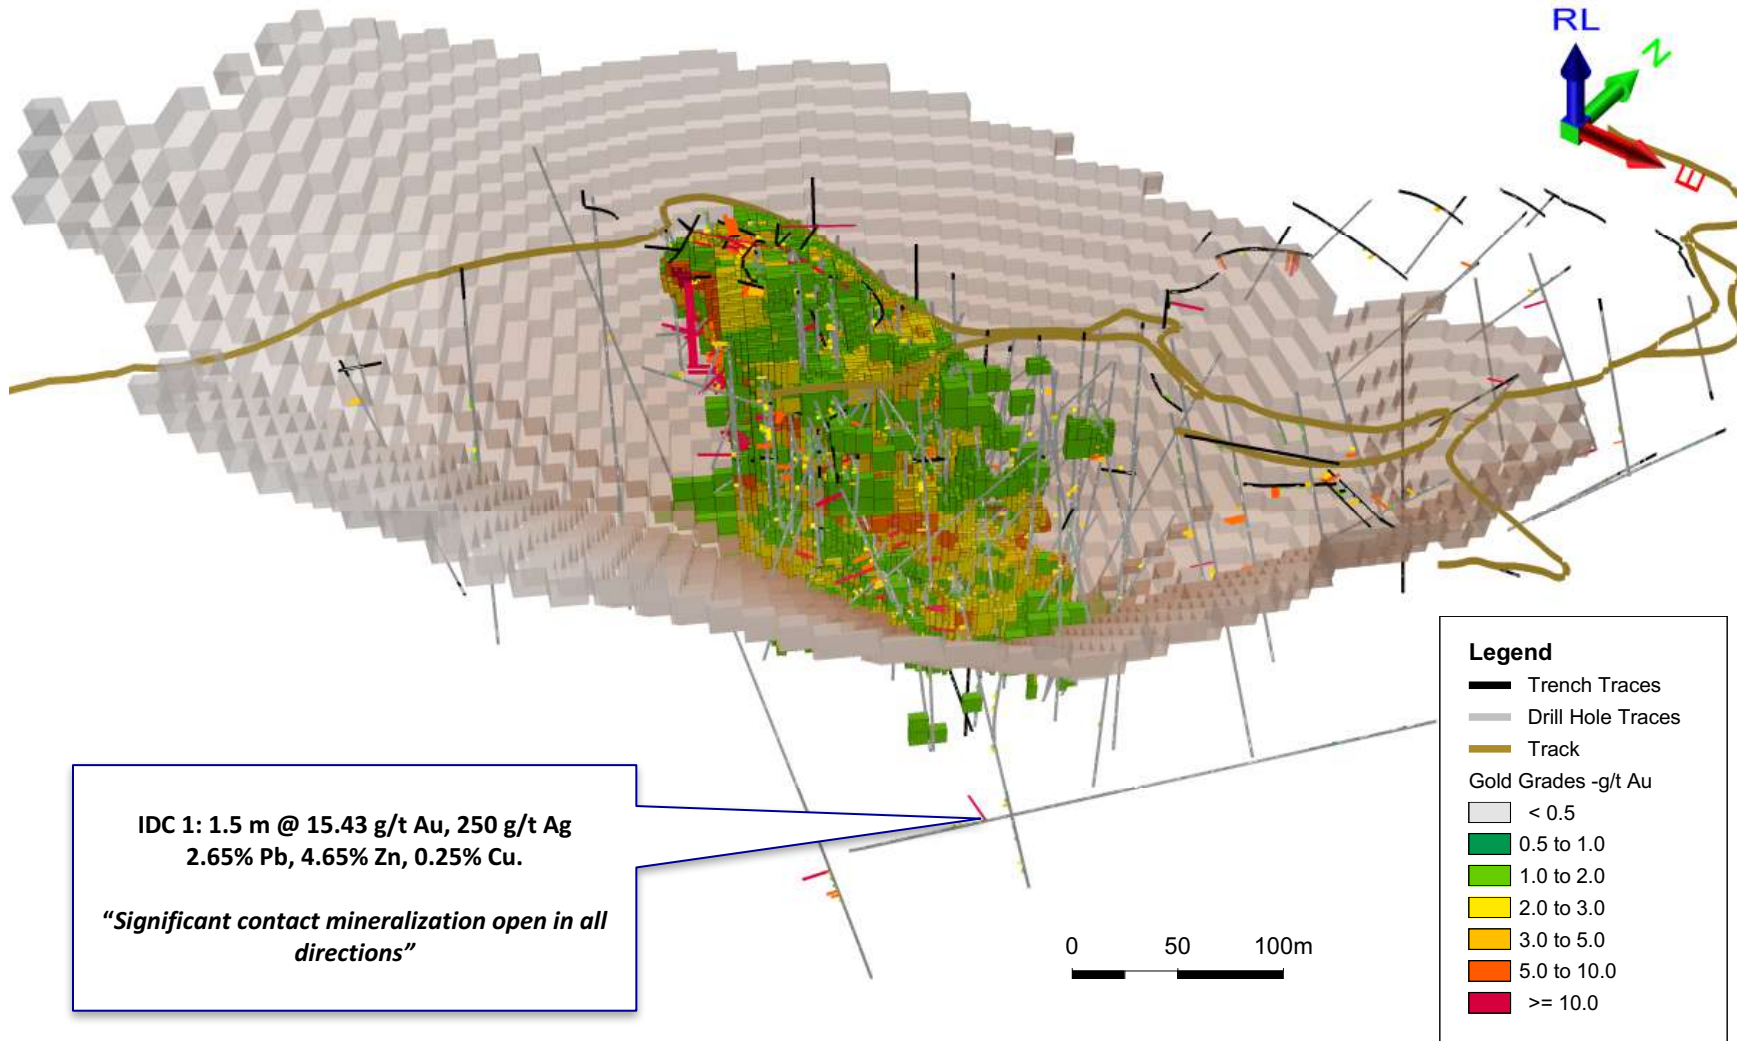 RL
N
E
IDC 1: 1.5 m @ 15.43 g/t Au, 250 g/t Ag
2.65% Pb, 4.65% Zn, 0.25% Cu.
“Significant contact mineralization open in all
directions”
0 50 100m
Legend
Trench Traces
Drill Hole Traces
Track
Gold Grades -g/t Au
< 0.5
0.5 to 1.0
1.0 to 2.0
2.0 to 3.0
3.0 to 5.0
5.0 to 10.0
>= 10.0